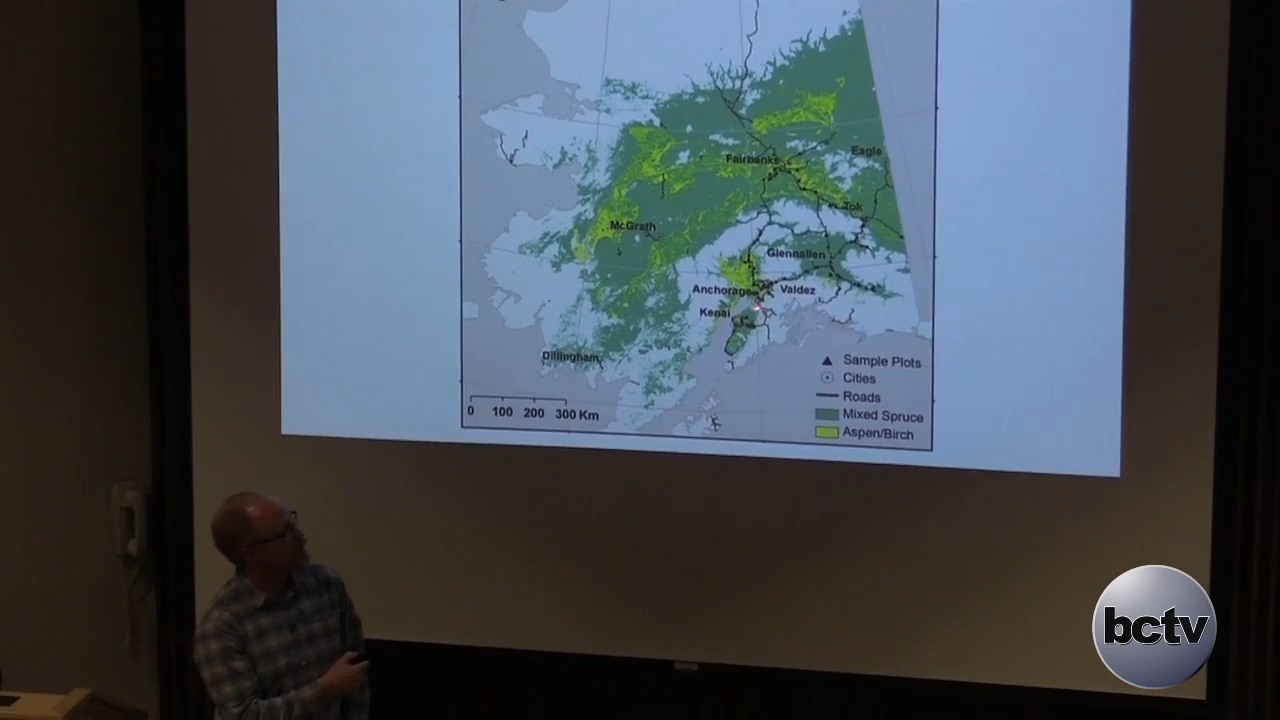 Fairbanks
Eagle
Tok
McGrath
Glennallen
Anchorage
Valdez
Kenai
Dillingham
Sample Plots
Cities
Roads
Mixed Spruce
Aspen/Birch
0 100 200 300 Km
bctv